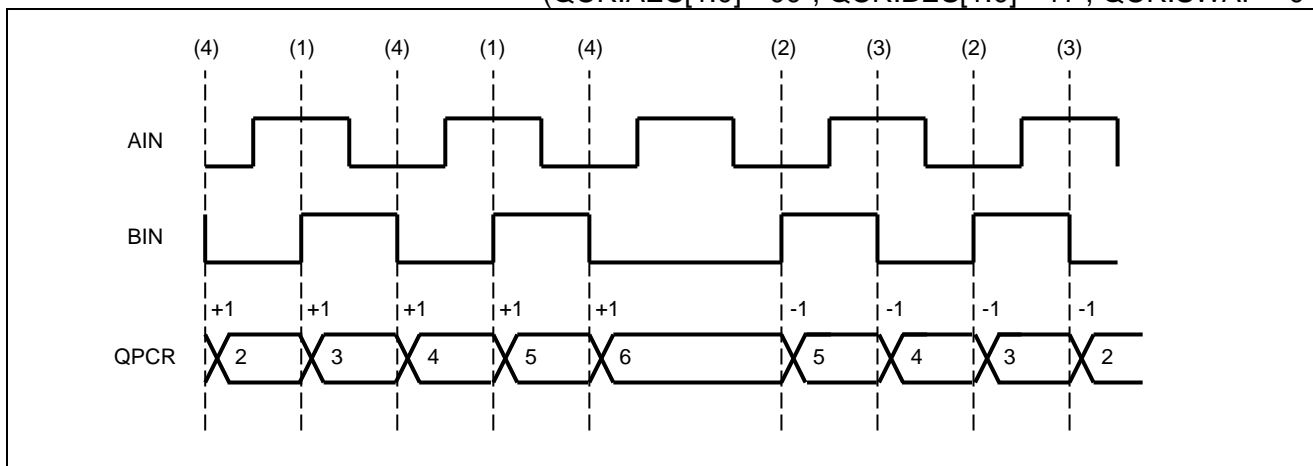 (4) (1) (4) (1) (4) (2) (3) (2) (3)
AIN
BIN
+1 +1 +1 +1 +1 -1 -1 -1 -1
QPCR 2 3 4 5 6 5 4 3 2